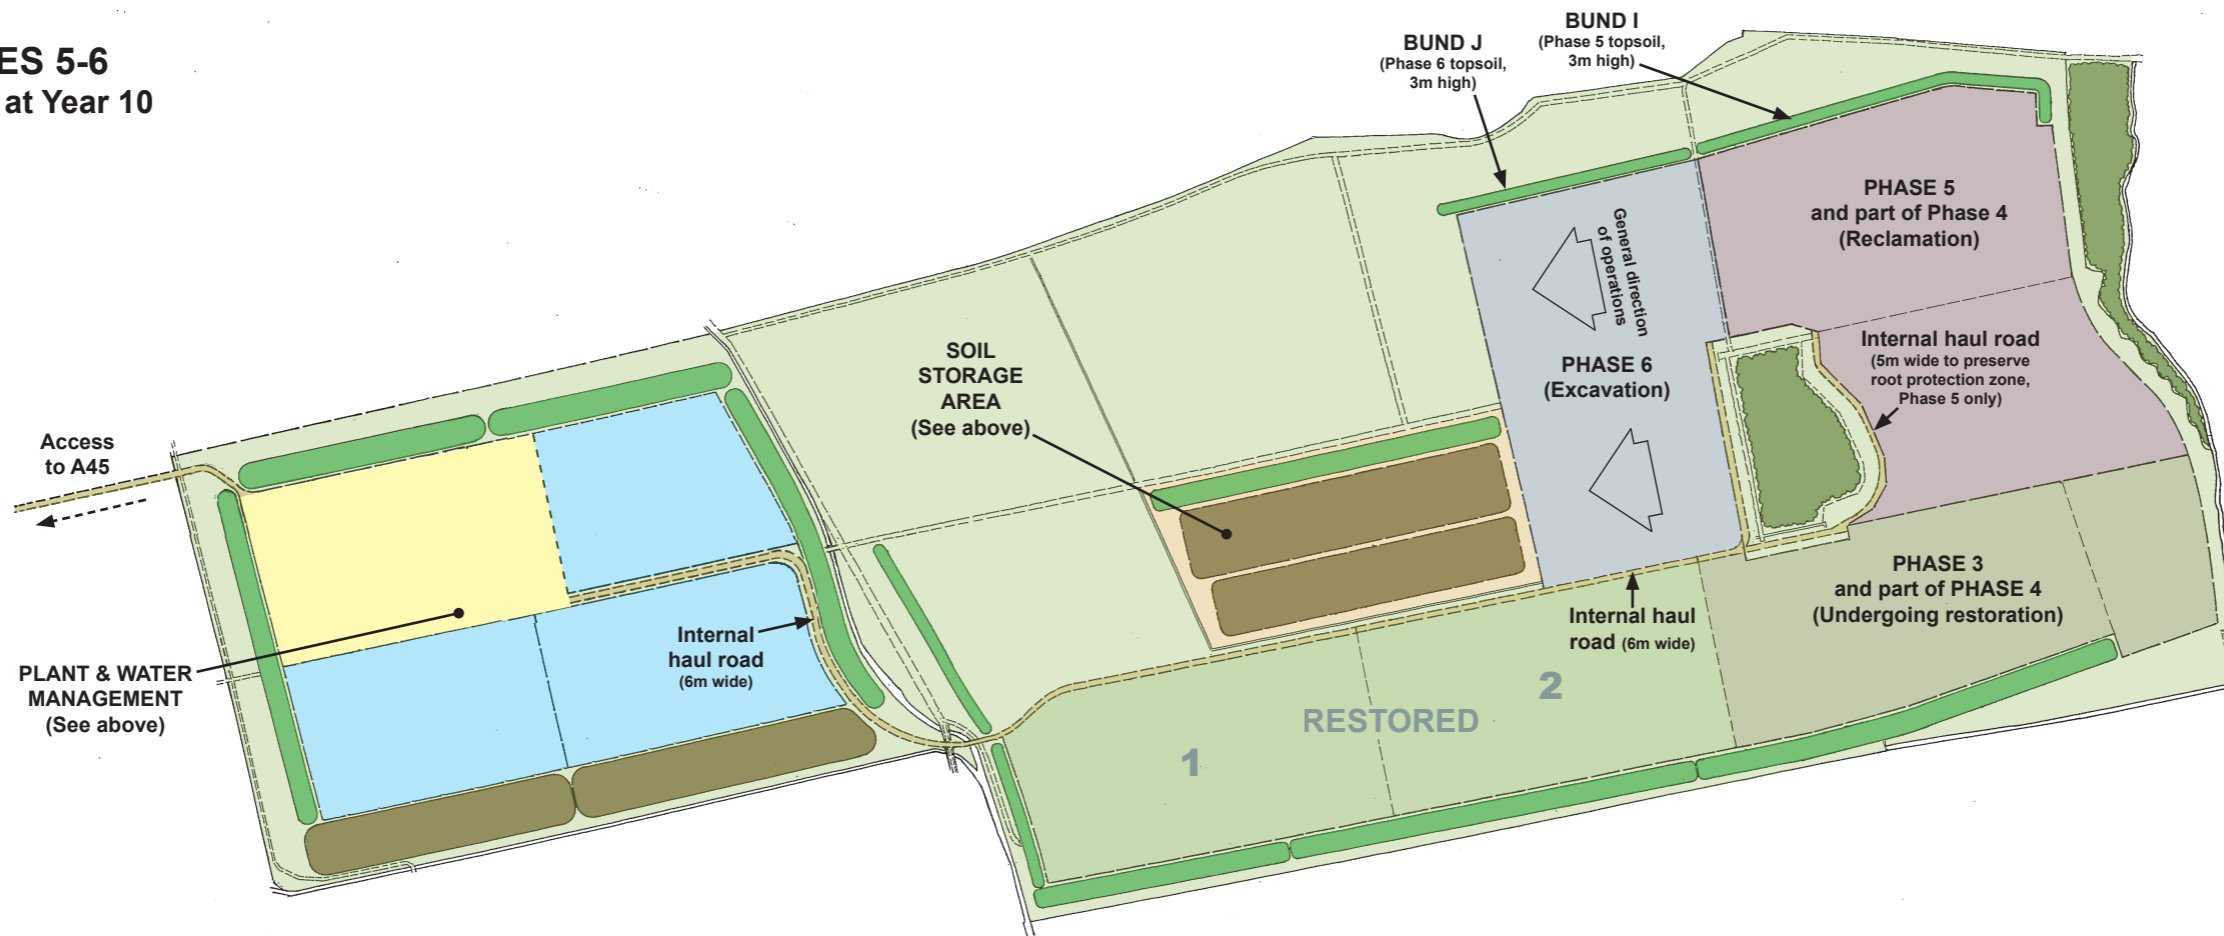 ES 5-6
at Year 10
BUND J
(Phase 6 topsoil,
3m high)
BUND I
(Phase 5 topsoil,
3m high)
PHASE 5
and part of Phase 4
(Reclamation)
General direction
of operations
PHASE 6
(Excavation)
Internal haul road
(5m wide to preserve
root protection zone,
Phase 5 only)
SOIL
STORAGE
AREA
(See above)
Access
to A45
PHASE 3
and part of PHASE 4
(Undergoing restoration)
Internal haul
road (6m wide)
Internal
haul road
(6m wide)
PLANT & WATER
MANAGEMENT
(See above)
2
RESTORED
1